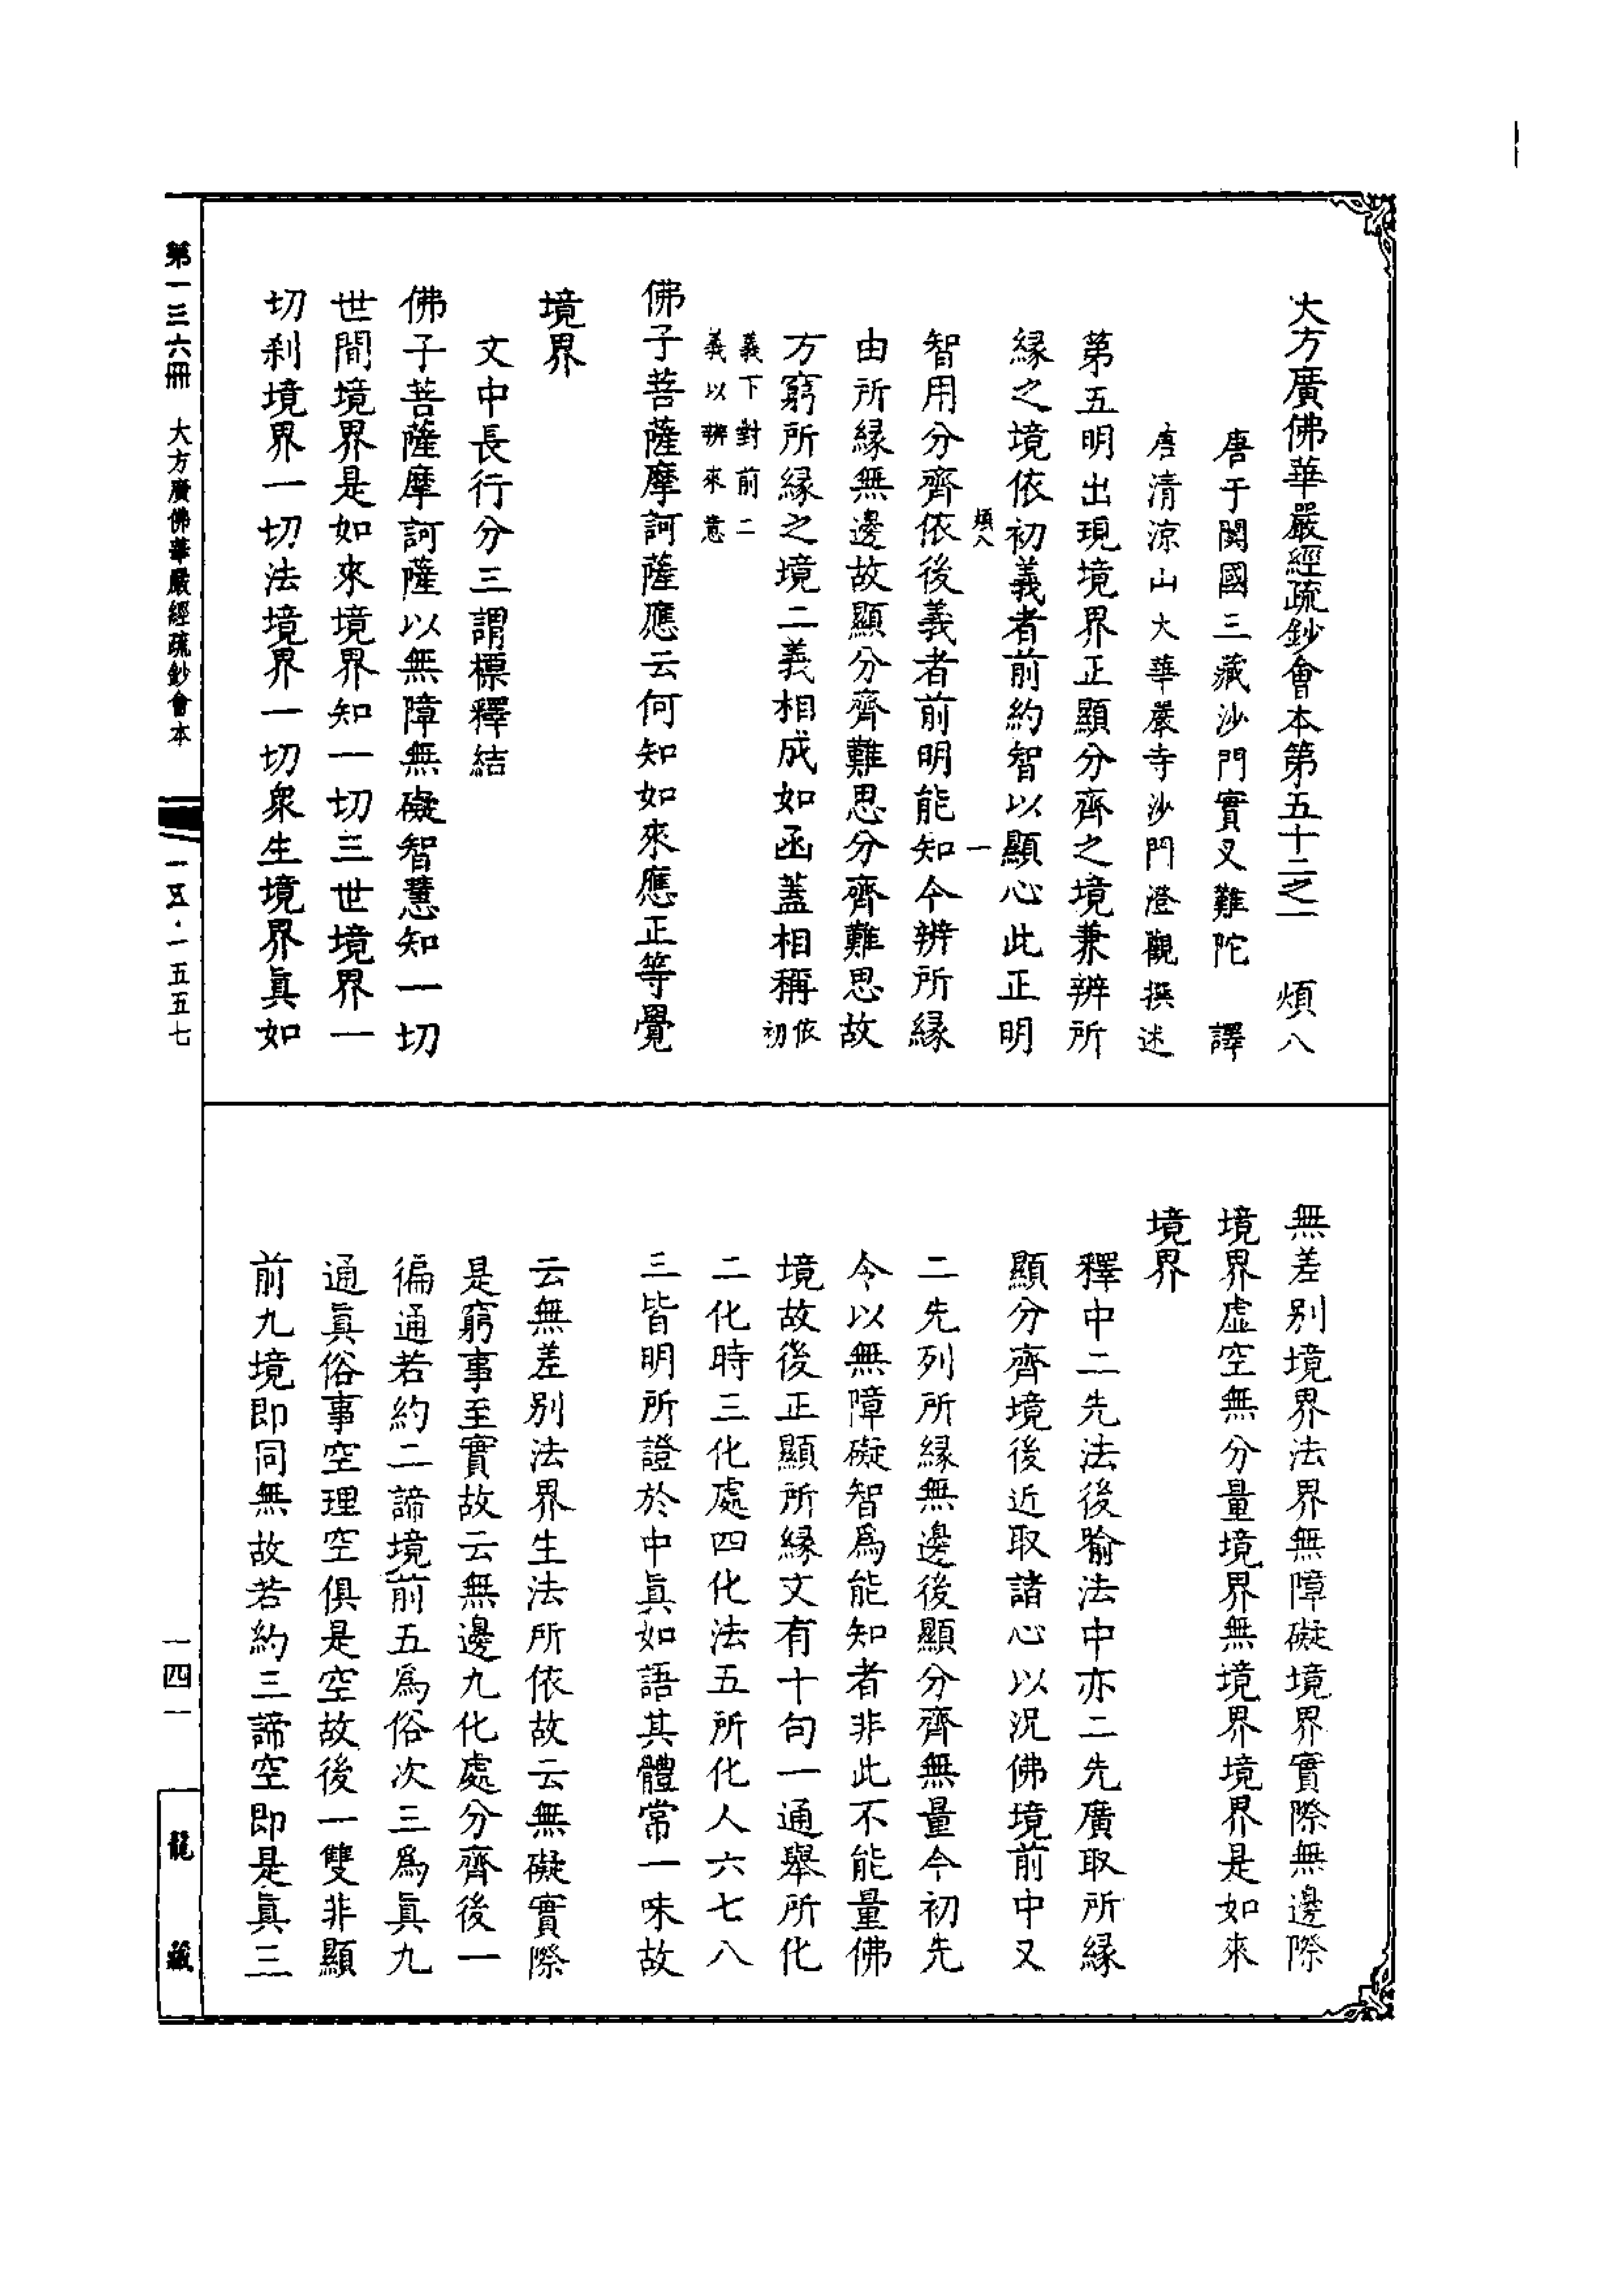 大方廣佛華嚴經疏鈔會本第五十二之一　煩八
唐于闐國三藏沙門實叉難陀　譯
唐清涼山大華嚴寺沙門澄觀撰述
第五明出現境界正顯分齊之境兼辨所
緣之境依初義者前約智以顯心此正明
煩八　一
智用分齊依後義者前明能知今辨所緣
由所緣無邊故顯分齊難思分齊難思故
方窮所緣之境二義相成如函蓋相稱依初
義下對前二
義以辨來意
佛子菩薩摩訶薩應云何知如來應正等覺
境界
文中長行分三謂標釋結
佛子菩薩摩訶薩以無障無礙智慧知一切
世間境界是如來境界知一切三世境界一
切剎境界一切法境界一切衆生境界眞如
無差别境界法界無障礙境界實際無邊際
境界虛空無分量境界無境界境界是如來
境界
釋中二先法後喻法中亦二先廣取所緣
顯分齊境後近取諸心以況佛境前中又
二先列所緣無邊後顯分齊無量今初先
令以無障礙智爲能知者非此不能量佛
境故後正顯所緣文有十句一通舉所化
二化時三化處四化法五所化人六七八
三皆明所證於中眞如語其體常一味故
云無差别法界生法所依故云無礙實際
是窮事至實故云無邊九化處分齊後一
徧通若約二諦境前五爲俗次三爲眞九
通眞俗事空理空俱是空故後一雙非顯
前九境即同無故若約三諦空即是眞三
第一三六冊　大方廣佛華嚴經疏鈔會本
一五·一五五七
一四一
龍藏